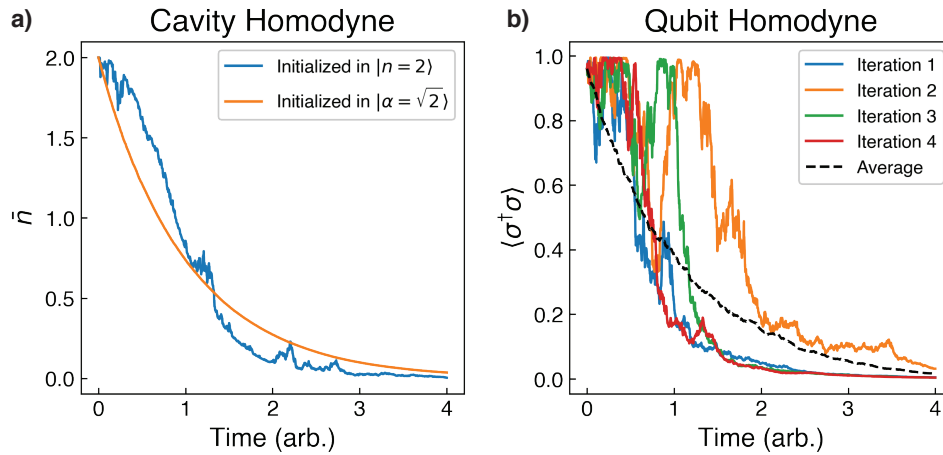 a) Cavity Homodyne
2.0
1.5
1.0
0.5
0.0
n̄
0 1 2 3 4
Time (arb.)
Initialized in |n = 2⟩
Initialized in |α = √2⟩
b) Qubit Homodyne
1.0
0.8
0.6
0.4
0.2
0.0
⟨σ†σ⟩
0 1 2 3 4
Time (arb.)
Iteration 1
Iteration 2
Iteration 3
Iteration 4
Average